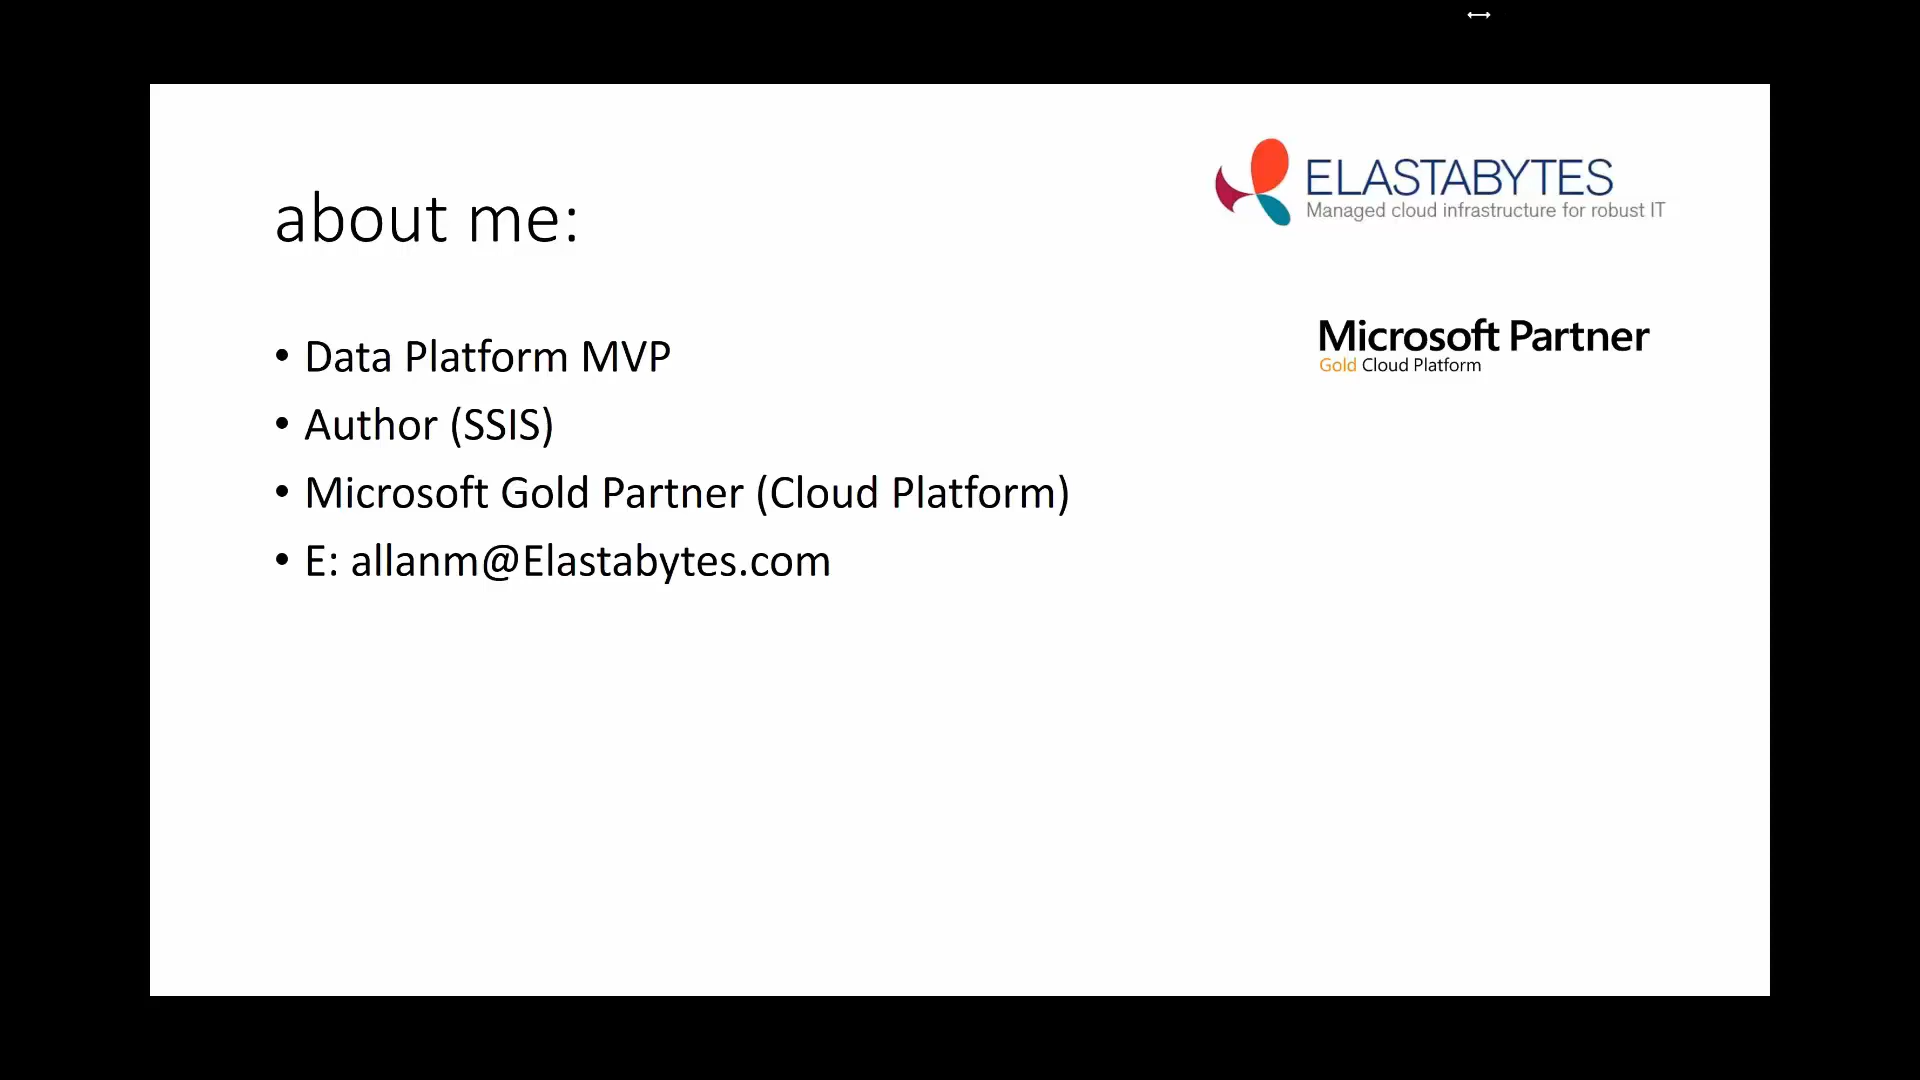 about me:
ELASTABYTES
Managed cloud infrastructure for robust IT
Microsoft Partner
Gold Cloud Platform
• Data Platform MVP
• Author (SSIS)
• Microsoft Gold Partner (Cloud Platform)
• E: allanm@Elastabytes.com